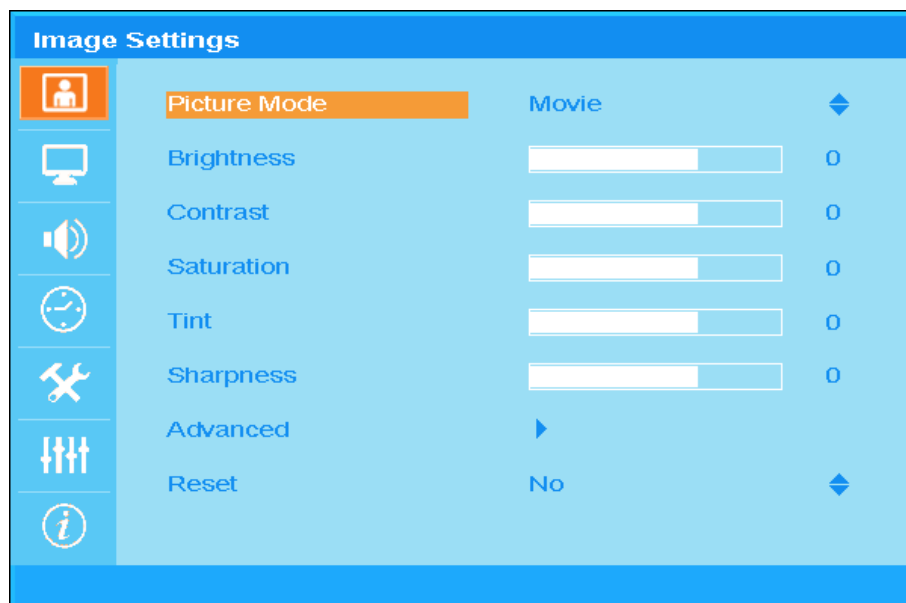 Image Settings
Picture Mode Movie
Brightness 0
Contrast 0
Saturation 0
Tint 0
Sharpness 0
Advanced
Reset No
i